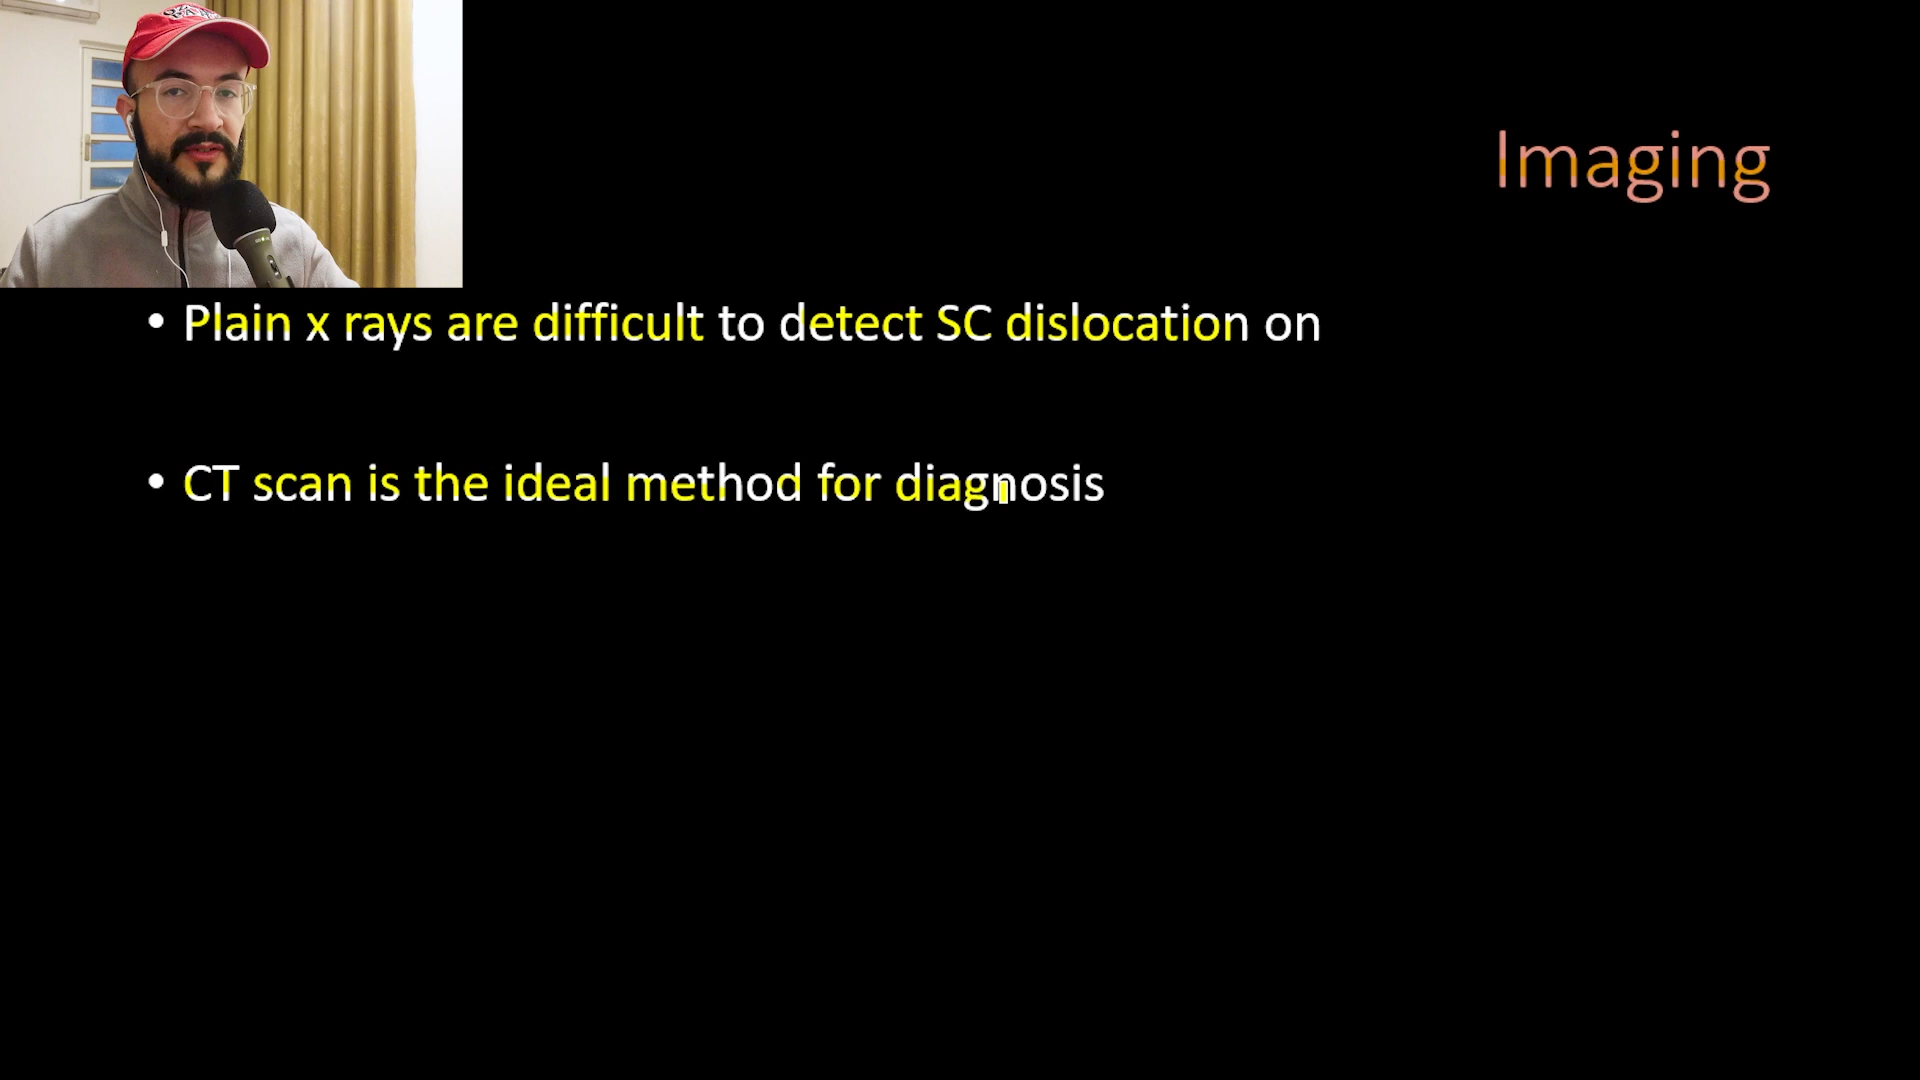 Imaging
• Plain x rays are difficult to detect SC dislocation on
• CT scan is the ideal method for diagnosis